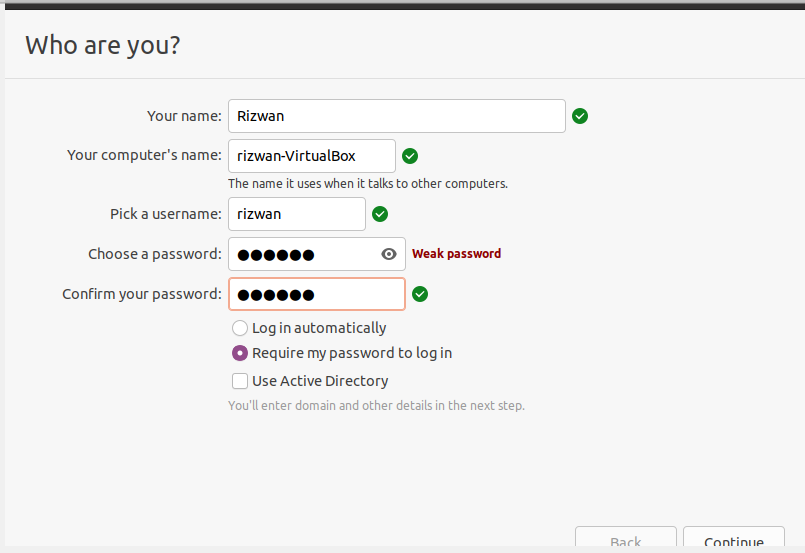 Who are you?
Your name: Rizwan
Your computer's name: rizwan-VirtualBox
The name it uses when it talks to other computers.
Pick a username: rizwan
Choose a password: ●●●●●● Weak password
Confirm your password: ●●●●●●
Log in automatically
Require my password to log in
Use Active Directory
You'll enter domain and other details in the next step.
Back Continue